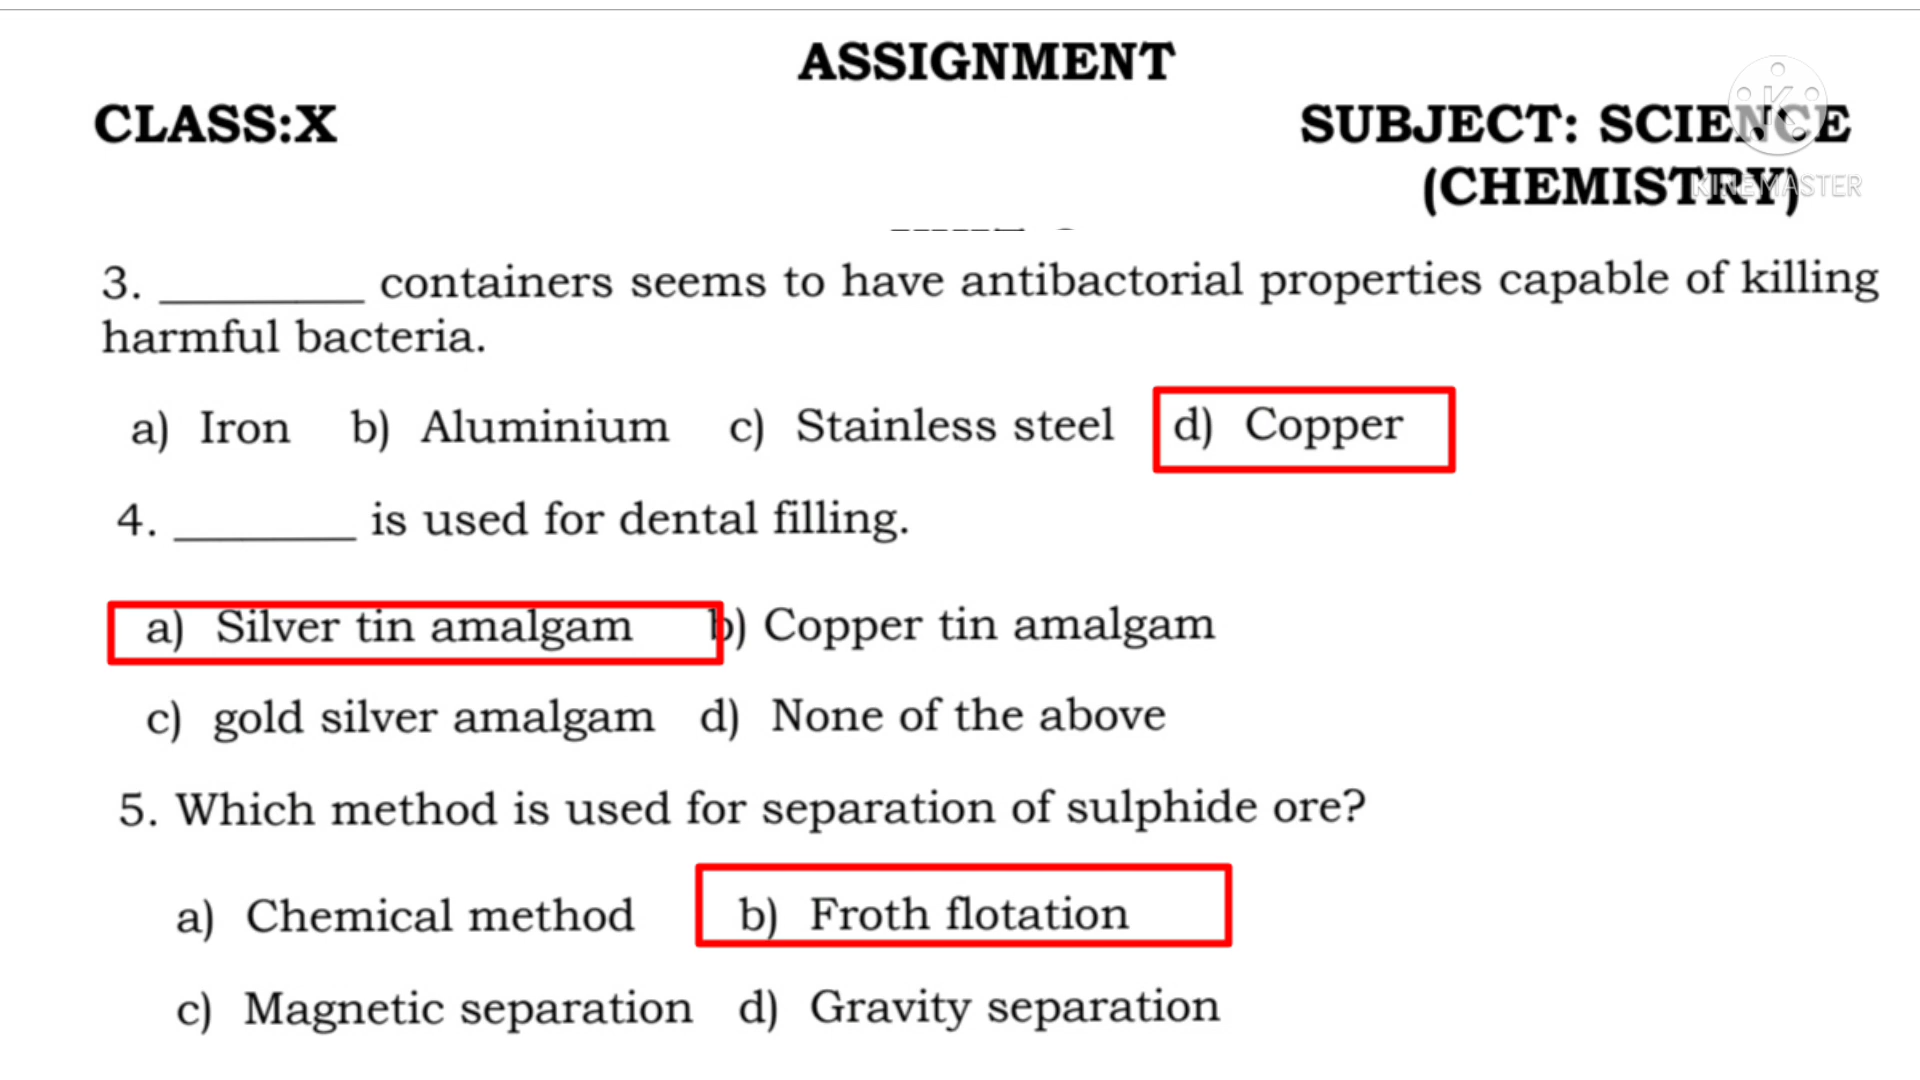 ASSIGNMENT
CLASS:X SUBJECT: SCIENCE
(CHEMISTRY)
KINEMASTER
3. ________ containers seems to have antibactorial properties capable of killing
harmful bacteria.
a) Iron b) Aluminium c) Stainless steel d) Copper
4. _______ is used for dental filling.
a) Silver tin amalgam b) Copper tin amalgam
c) gold silver amalgam d) None of the above
5. Which method is used for separation of sulphide ore?
a) Chemical method b) Froth flotation
c) Magnetic separation d) Gravity separation